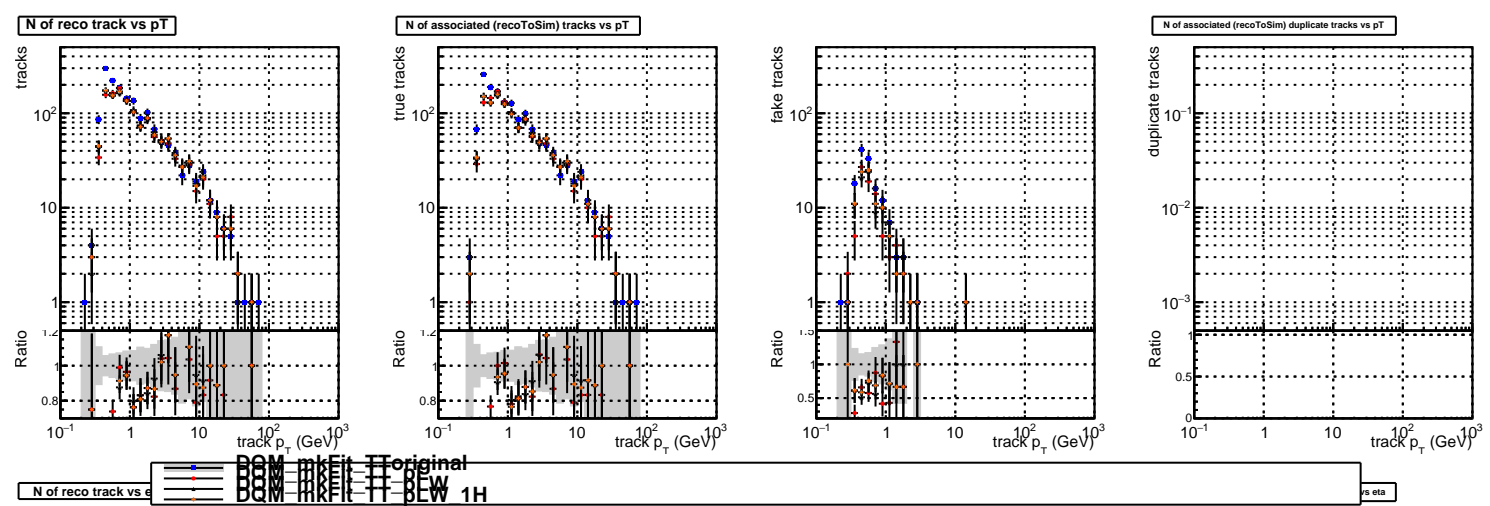 N of reco track vs pT
N of associated (recoToSim) tracks vs pT
N of associated (recoToSim) duplicate tracks vs pT
tracks
10²
10
1
Ratio
1.2
1
0.8
10⁻¹ 1 10 10² 10³
track p_T (GeV)
true tracks
10²
10
1
Ratio
1.2
1
0.8
10⁻¹ 1 10 10² 10³
track p_T (GeV)
fake tracks
10²
10
1
Ratio
1.5
1
0.5
10⁻¹ 1 10 10² 10³
track p_T (GeV)
duplicate tracks
10⁻¹
10⁻²
10⁻³
Ratio
1
0.5
0
10⁻¹ 1 10 10² 10³
track p_T (GeV)
DQM_mkFit_TToriginal
DQM_mkFit_TT_pLW
DQM_mkFit_TT_pLW_1H
N of reco track vs e
vs eta